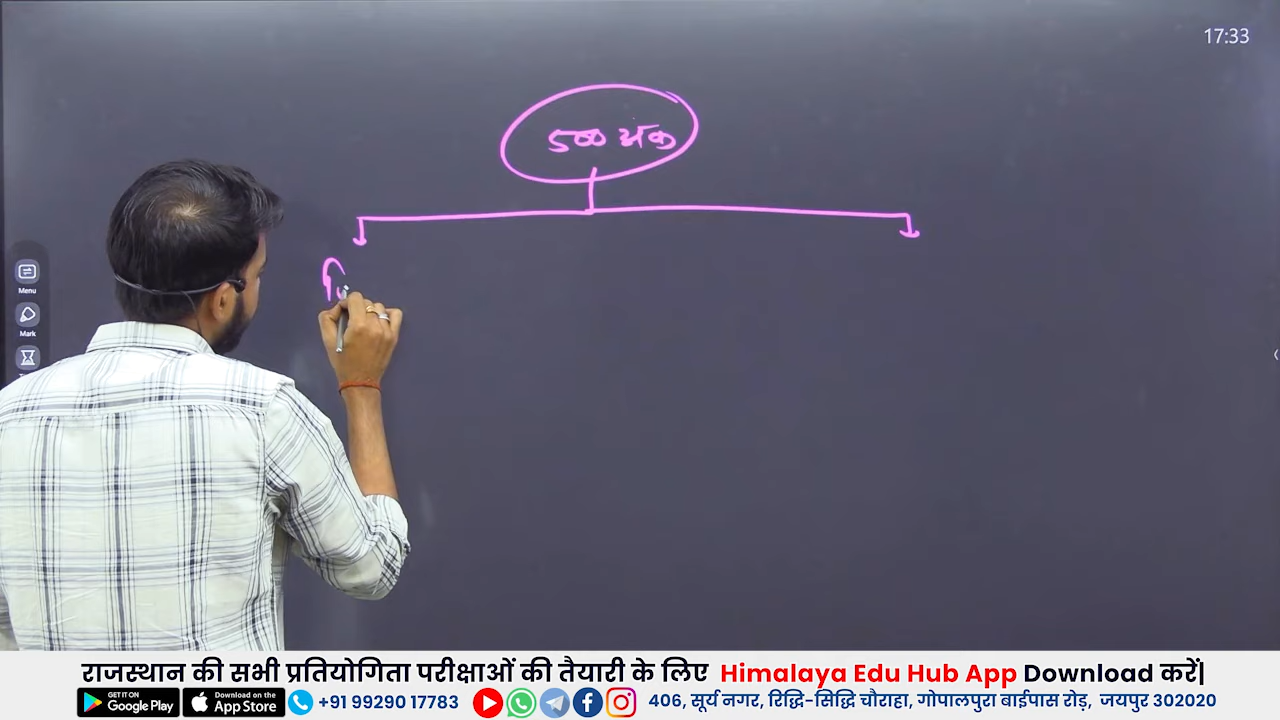 17:33
500 अंक
Menu
Mark
राजस्थान की सभी प्रतियोगिता परीक्षाओं की तैयारी के लिए Himalaya Edu Hub App Download करें|
GET IT ON
Google Play
Download on the
App Store
+91 99290 17783
406, सूर्य नगर, रिद्धि-सिद्धि चौराहा, गोपालपुरा बाईपास रोड़, जयपुर 302020